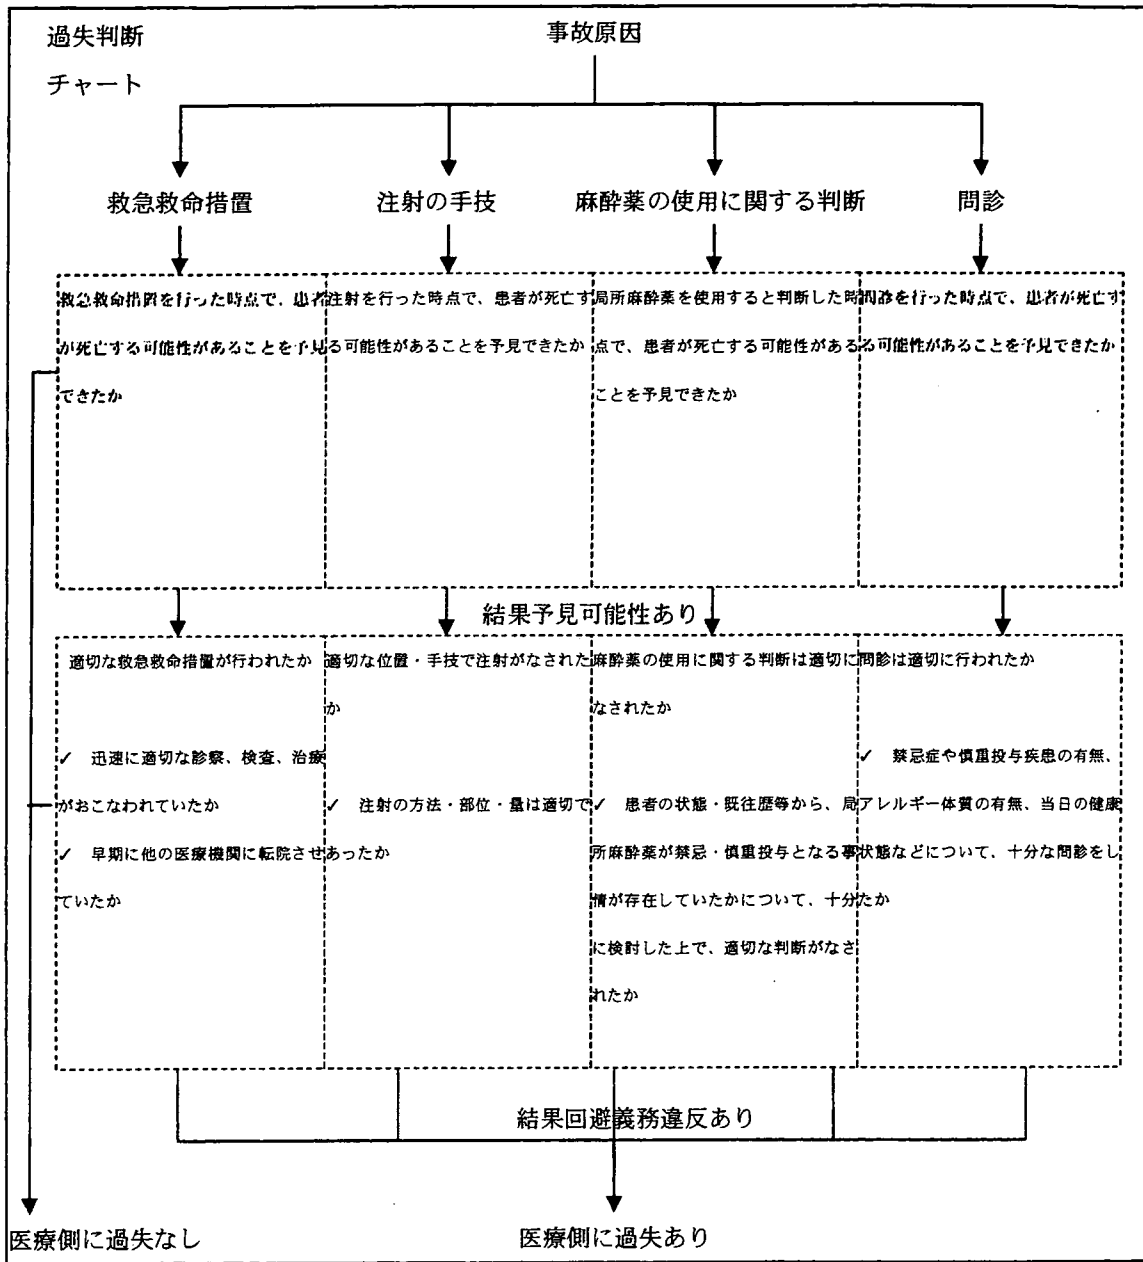 過失判断
チャート
事故原因
救急救命措置
注射の手技
麻酔薬の使用に関する判断
問診
救急救命措置を行った時点で、患者
が死亡する可能性があることを予見
できたか
注射を行った時点で、患者が死亡す
る可能性があることを予見できたか
局所麻酔薬を使用すると判断した時
点で、患者が死亡する可能性がある
ことを予見できたか
問診を行った時点で、患者が死亡す
る可能性があることを予見できたか
結果予見可能性あり
適切な救急救命措置が行われたか
✓ 迅速に適切な診察、検査、治療
がおこなわれていたか
✓ 早期に他の医療機関に転院させ
ていたか
適切な位置・手技で注射がなされた
か
✓ 注射の方法・部位・量は適切で
あったか
麻酔薬の使用に関する判断は適切に
なされたか
✓ 患者の状態・既往歴等から、局
所麻酔薬が禁忌・慎重投与となる事
情が存在していたかについて、十分
に検討した上で、適切な判断がなさ
れたか
問診は適切に行われたか
✓ 禁忌症や慎重投与疾患の有無、
アレルギー体質の有無、当日の健康
状態などについて、十分な問診をし
たか
結果回避義務違反あり
医療側に過失なし
医療側に過失あり